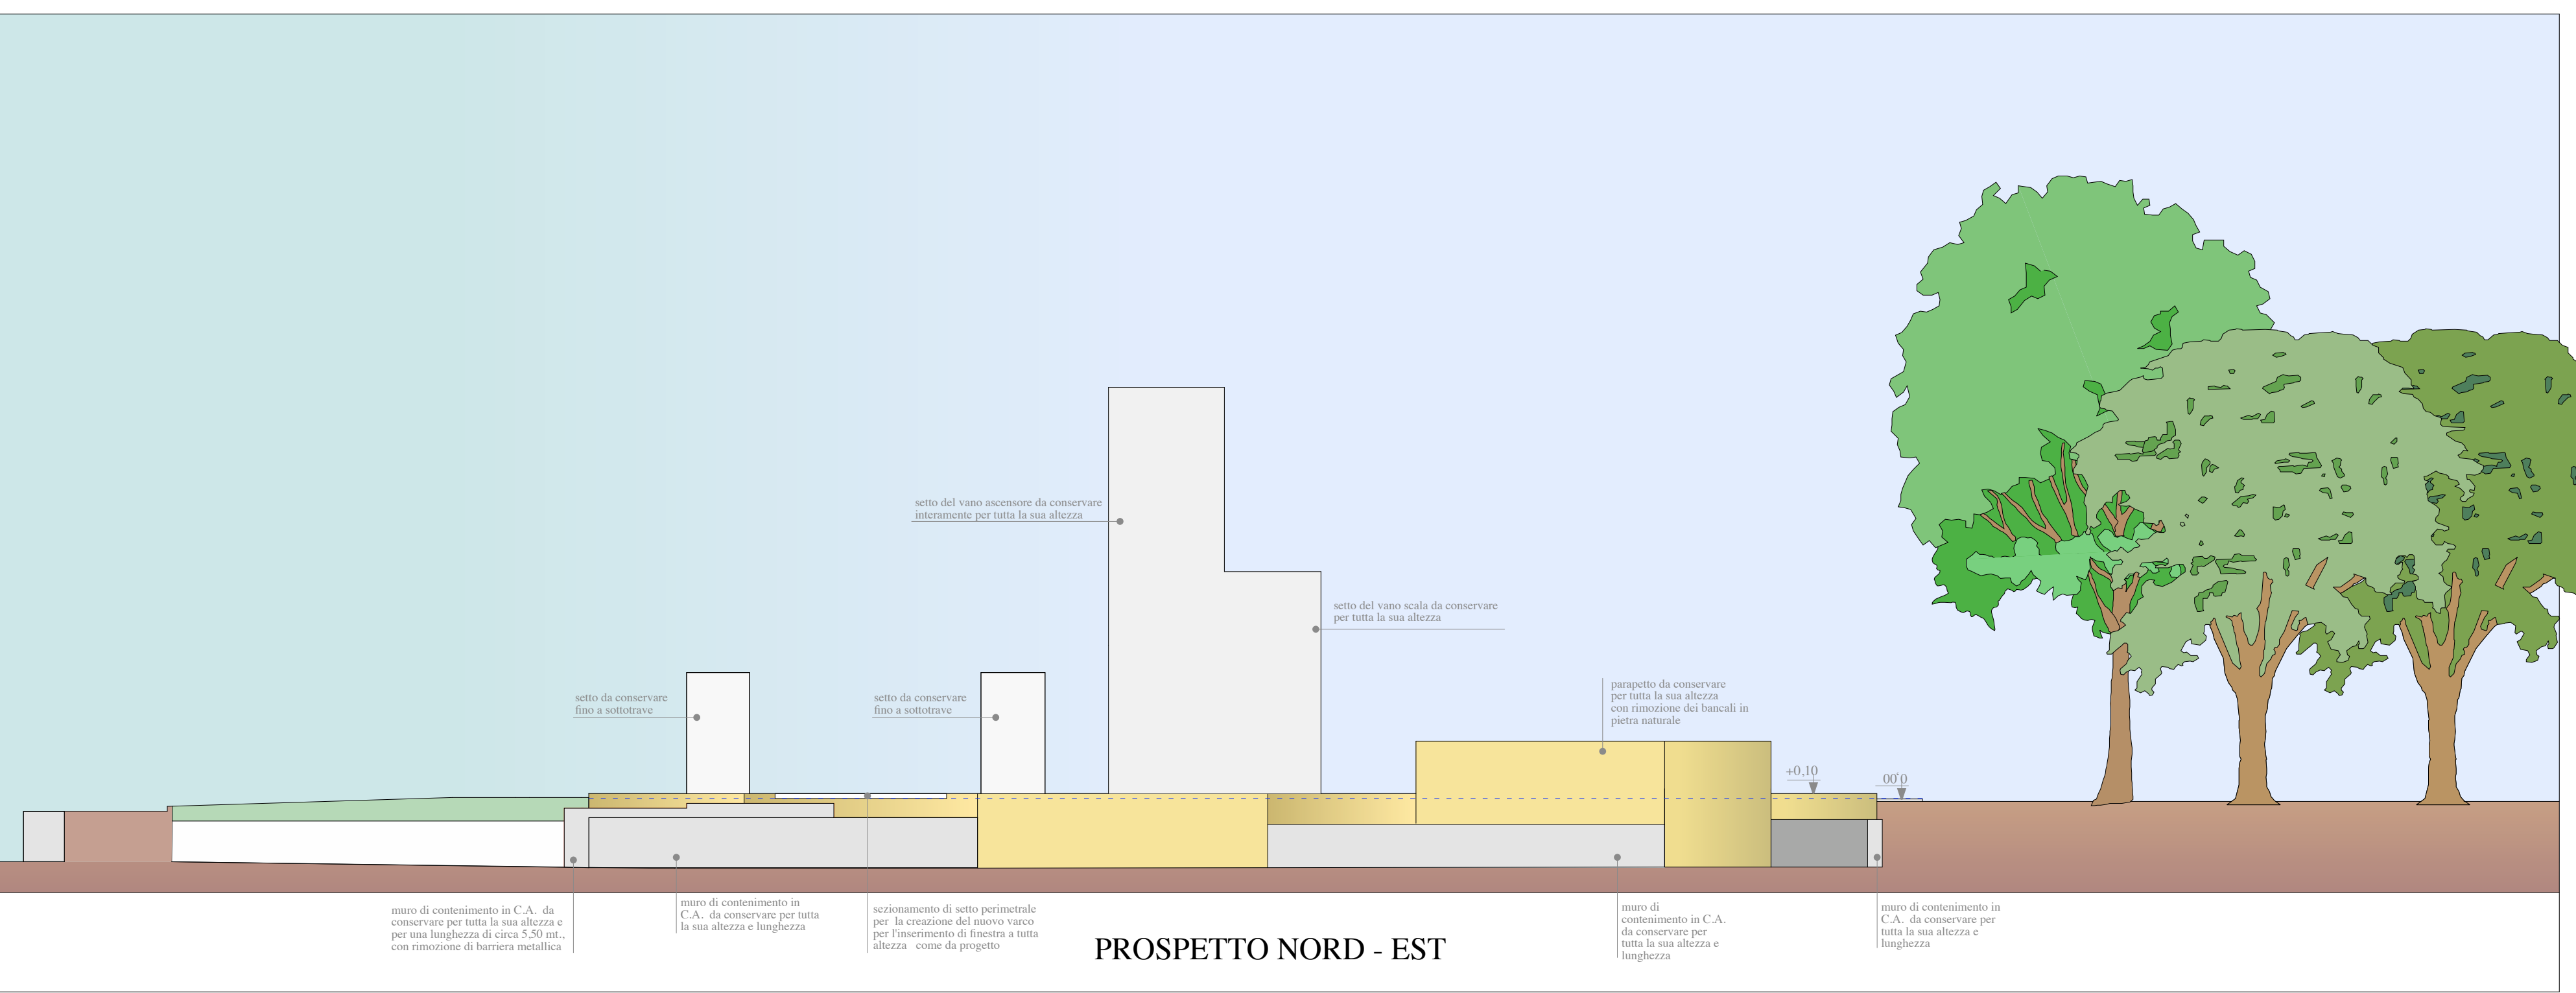 setto del vano ascensore da conservare
interamente per tutta la sua altezza
setto del vano scala da conservare
per tutta la sua altezza
setto da conservare
fino a sottotrave
setto da conservare
fino a sottotrave
parapetto da conservare
per tutta la sua altezza
con rimozione dei bancali in
pietra naturale
+0,10
0,00
muro di contenimento in C.A. da
conservare per tutta la sua altezza e
per una lunghezza di circa 5,50 mt.,
con rimozione di barriera metallica
muro di contenimento in
C.A. da conservare per tutta
la sua altezza e lunghezza
sezionamento di setto perimetrale
per la creazione del nuovo varco
per l'inserimento di finestra a tutta
altezza come da progetto
PROSPETTO NORD - EST
muro di
contenimento in C.A.
da conservare per
tutta la sua altezza e
lunghezza
muro di contenimento in
C.A. da conservare per
tutta la sua altezza e
lunghezza